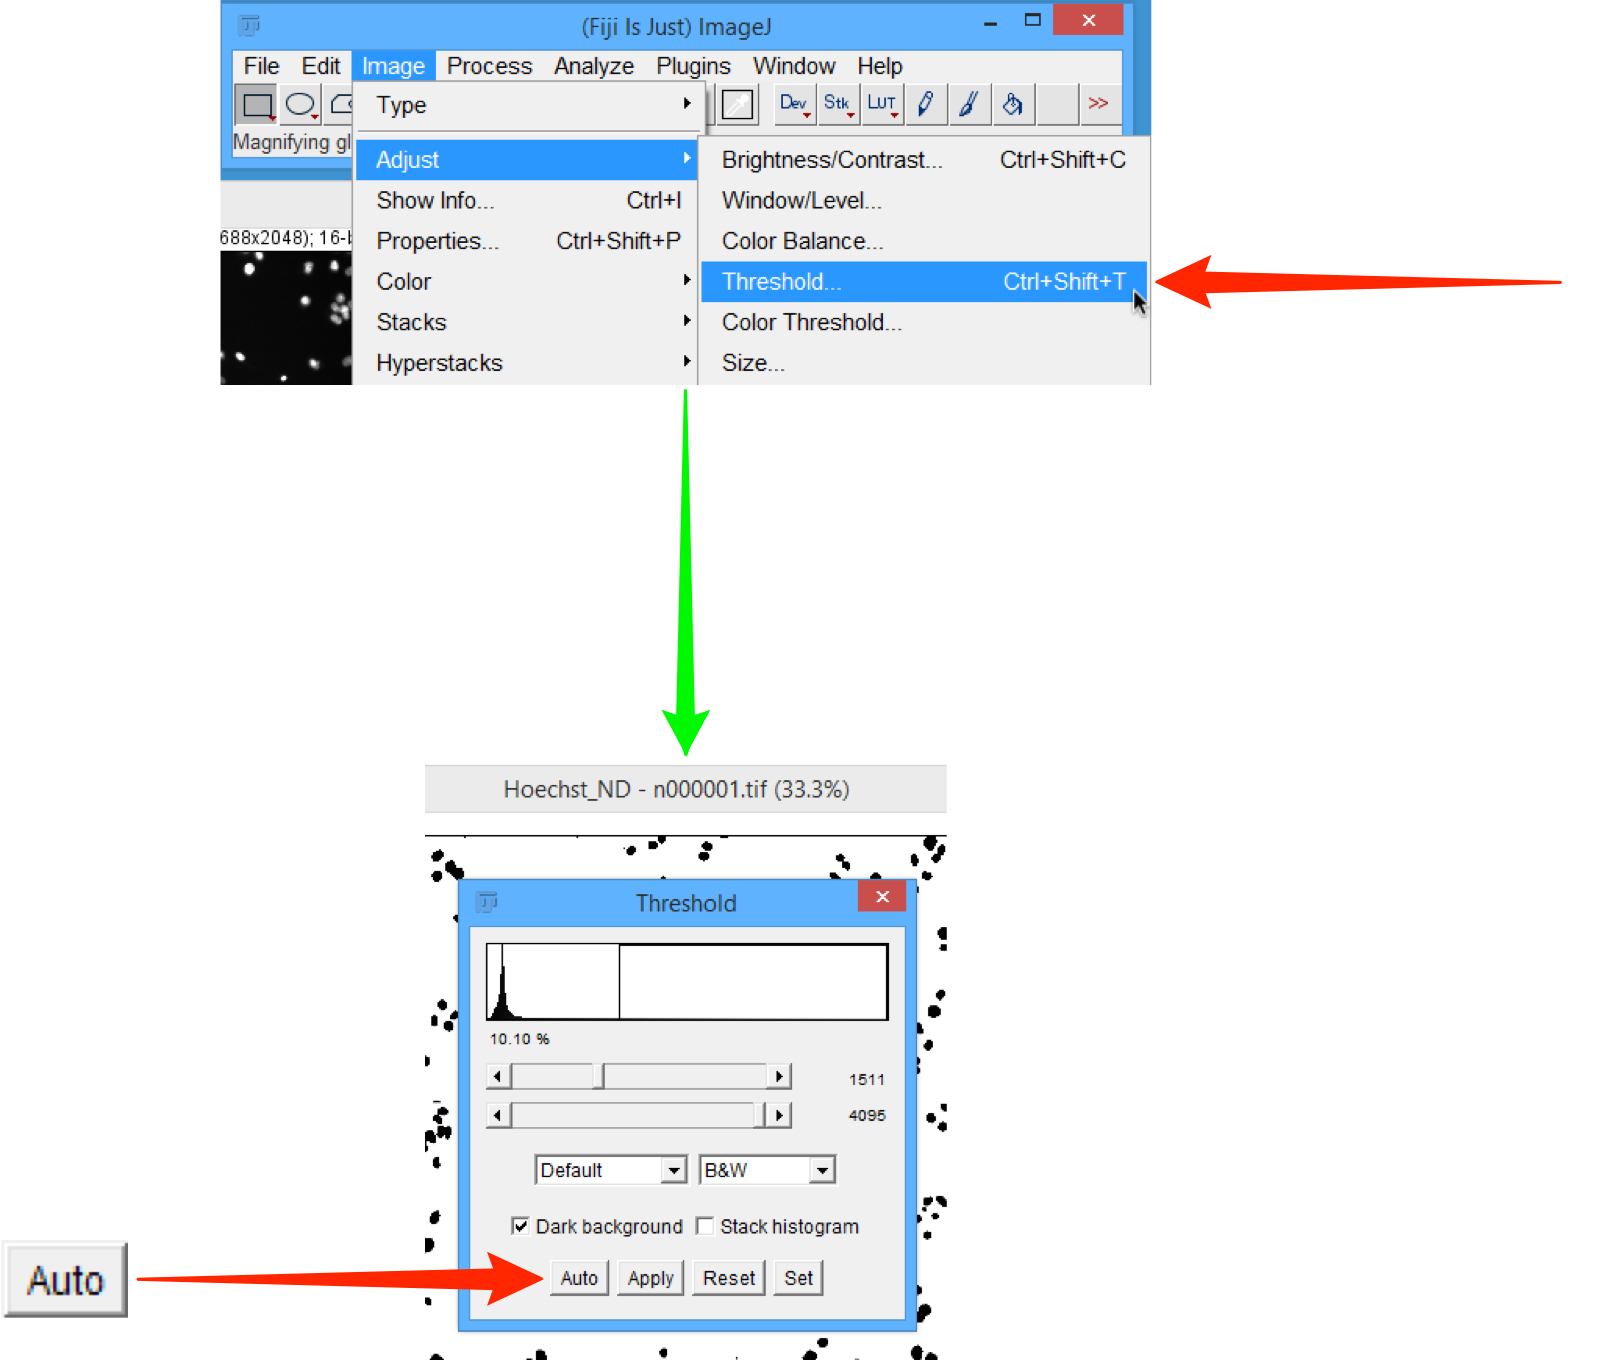 (Fiji Is Just) ImageJ
File Edit Image Process Analyze Plugins Window Help
Type
Dev Stk LUT >>
Magnifying gl
Adjust
Show Info... Ctrl+I
Properties... Ctrl+Shift+P
Color
Stacks
Hyperstacks
Brightness/Contrast... Ctrl+Shift+C
Window/Level...
Color Balance...
Threshold... Ctrl+Shift+T
Color Threshold...
Size...
688x2048); 16-b
Hoechst_ND - n000001.tif (33.3%)
Threshold
10.10 %
1511
4095
Default B&W
Dark background Stack histogram
Auto Apply Reset Set
Auto